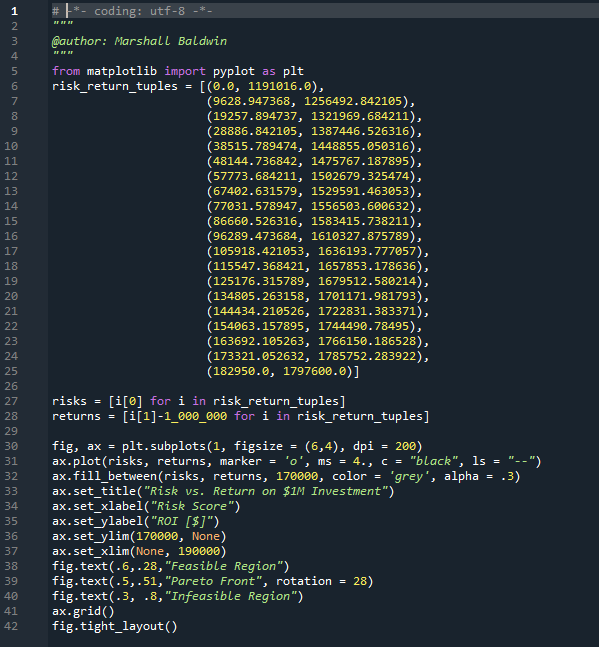 1 # -*- coding: utf-8 -*-
2 """
3 @author: Marshall Baldwin
4 """
5 from matplotlib import pyplot as plt
6 risk_return_tuples = [(0.0, 1191016.0),
7 (9628.947368, 1256492.842105),
8 (19257.894737, 1321969.684211),
9 (28886.842105, 1387446.526316),
10 (38515.789474, 1448855.050316),
11 (48144.736842, 1475767.187895),
12 (57773.684211, 1502679.325474),
13 (67402.631579, 1529591.463053),
14 (77031.578947, 1556503.600632),
15 (86660.526316, 1583415.738211),
16 (96289.473684, 1610327.875789),
17 (105918.421053, 1636193.777057),
18 (115547.368421, 1657853.178636),
19 (125176.315789, 1679512.580214),
20 (134805.263158, 1701171.981793),
21 (144434.210526, 1722831.383371),
22 (154063.157895, 1744490.78495),
23 (163692.105263, 1766150.186528),
24 (173321.052632, 1785752.283922),
25 (182950.0, 1797600.0)]
26
27 risks = [i[0] for i in risk_return_tuples]
28 returns = [i[1]-1_000_000 for i in risk_return_tuples]
29
30 fig, ax = plt.subplots(1, figsize = (6,4), dpi = 200)
31 ax.plot(risks, returns, marker = 'o', ms = 4., c = "black", ls = "--")
32 ax.fill_between(risks, returns, 170000, color = 'grey', alpha = .3)
33 ax.set_title("Risk vs. Return on $1M Investment")
34 ax.set_xlabel("Risk Score")
35 ax.set_ylabel("ROI [$]")
36 ax.set_ylim(170000, None)
37 ax.set_xlim(None, 190000)
38 fig.text(.6,.28,"Feasible Region")
39 fig.text(.5,.51,"Pareto Front", rotation = 28)
40 fig.text(.3, .8,"Infeasible Region")
41 ax.grid()
42 fig.tight_layout()